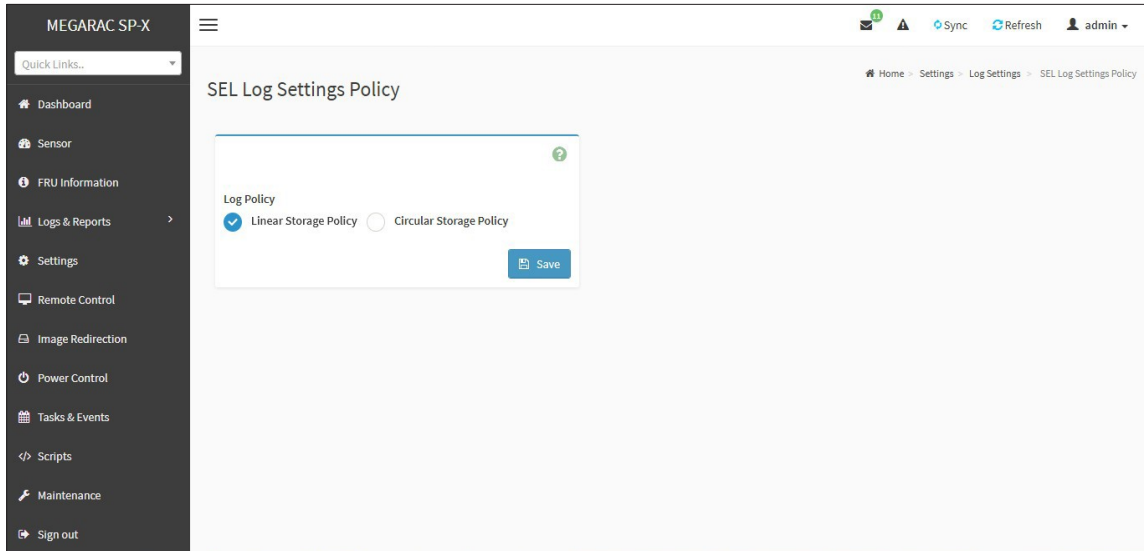 MEGARAC SP-X
11
Sync
Refresh
admin
Quick Links..
Home > Settings > Log Settings > SEL Log Settings Policy
SEL Log Settings Policy
Dashboard
Sensor
FRU Information
Logs & Reports >
Settings
Remote Control
Image Redirection
Power Control
Tasks & Events
Scripts
Maintenance
Sign out
Log Policy
Linear Storage Policy
Circular Storage Policy
Save